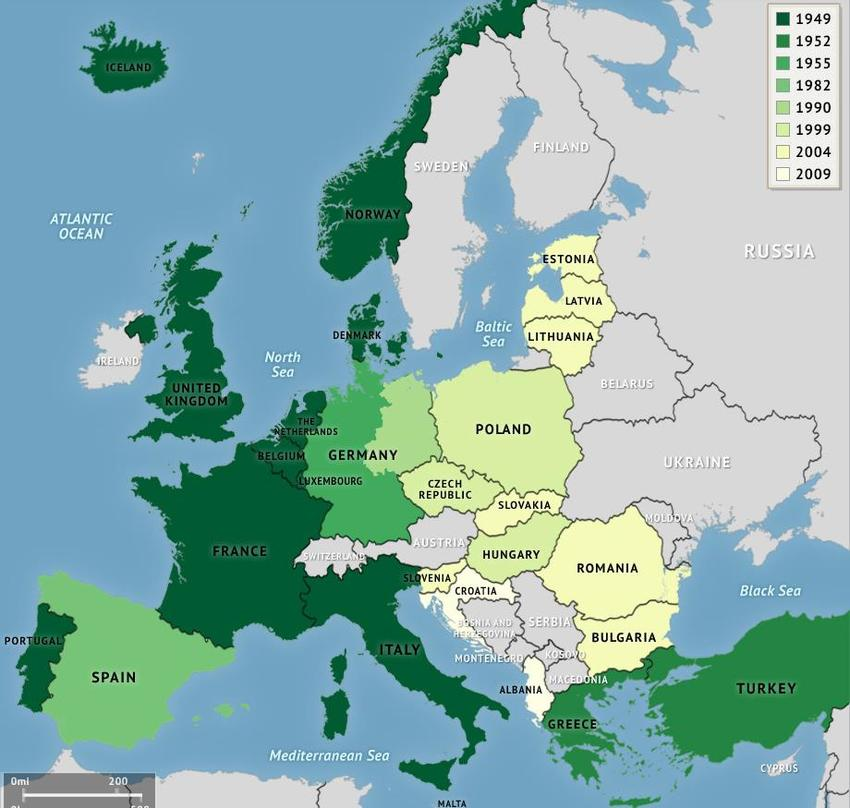 1949
1952
1955
1982
1990
1999
2004
2009
ICELAND
SWEDEN
FINLAND
NORWAY
ATLANTIC
OCEAN
RUSSIA
ESTONIA
LATVIA
Baltic
Sea
LITHUANIA
DENMARK
North
Sea
IRELAND
BELARUS
UNITED
KINGDOM
THE
NETHERLANDS
POLAND
BELGIUM
GERMANY
UKRAINE
LUXEMBOURG
CZECH
REPUBLIC
SLOVAKIA
MOLDOVA
FRANCE
SWITZERLAND
AUSTRIA
HUNGARY
ROMANIA
SLOVENIA
CROATIA
Black Sea
BOSNIA AND
HERZEGOVINA
SERBIA
PORTUGAL
BULGARIA
ITALY
MONTENEGRO
KOSOVO
SPAIN
MACEDONIA
ALBANIA
TURKEY
GREECE
Mediterranean Sea
CYPRUS
0mi
200
MALTA